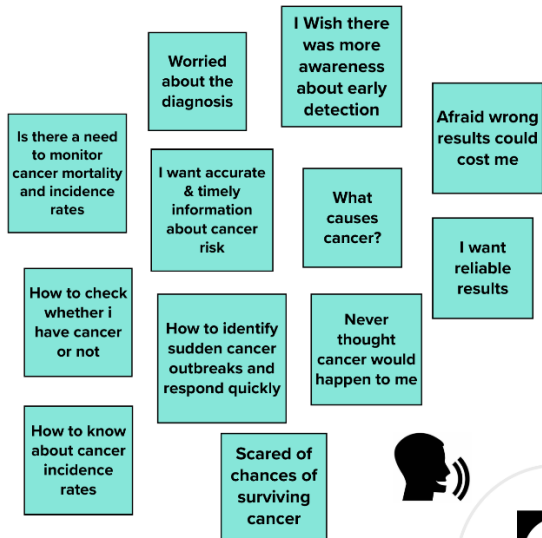 I Wish there
was more
awareness
about early
detection
Worried
about the
diagnosis
Afraid wrong
results could
cost me
Is there a need
to monitor
cancer mortality
and incidence
rates
I want accurate
& timely
information
about cancer
risk
What
causes
cancer?
I want
reliable
results
How to check
whether i
have cancer
or not
How to identify
sudden cancer
outbreaks and
respond quickly
Never
thought
cancer would
happen to me
How to know
about cancer
incidence
rates
Scared of
chances of
surviving
cancer